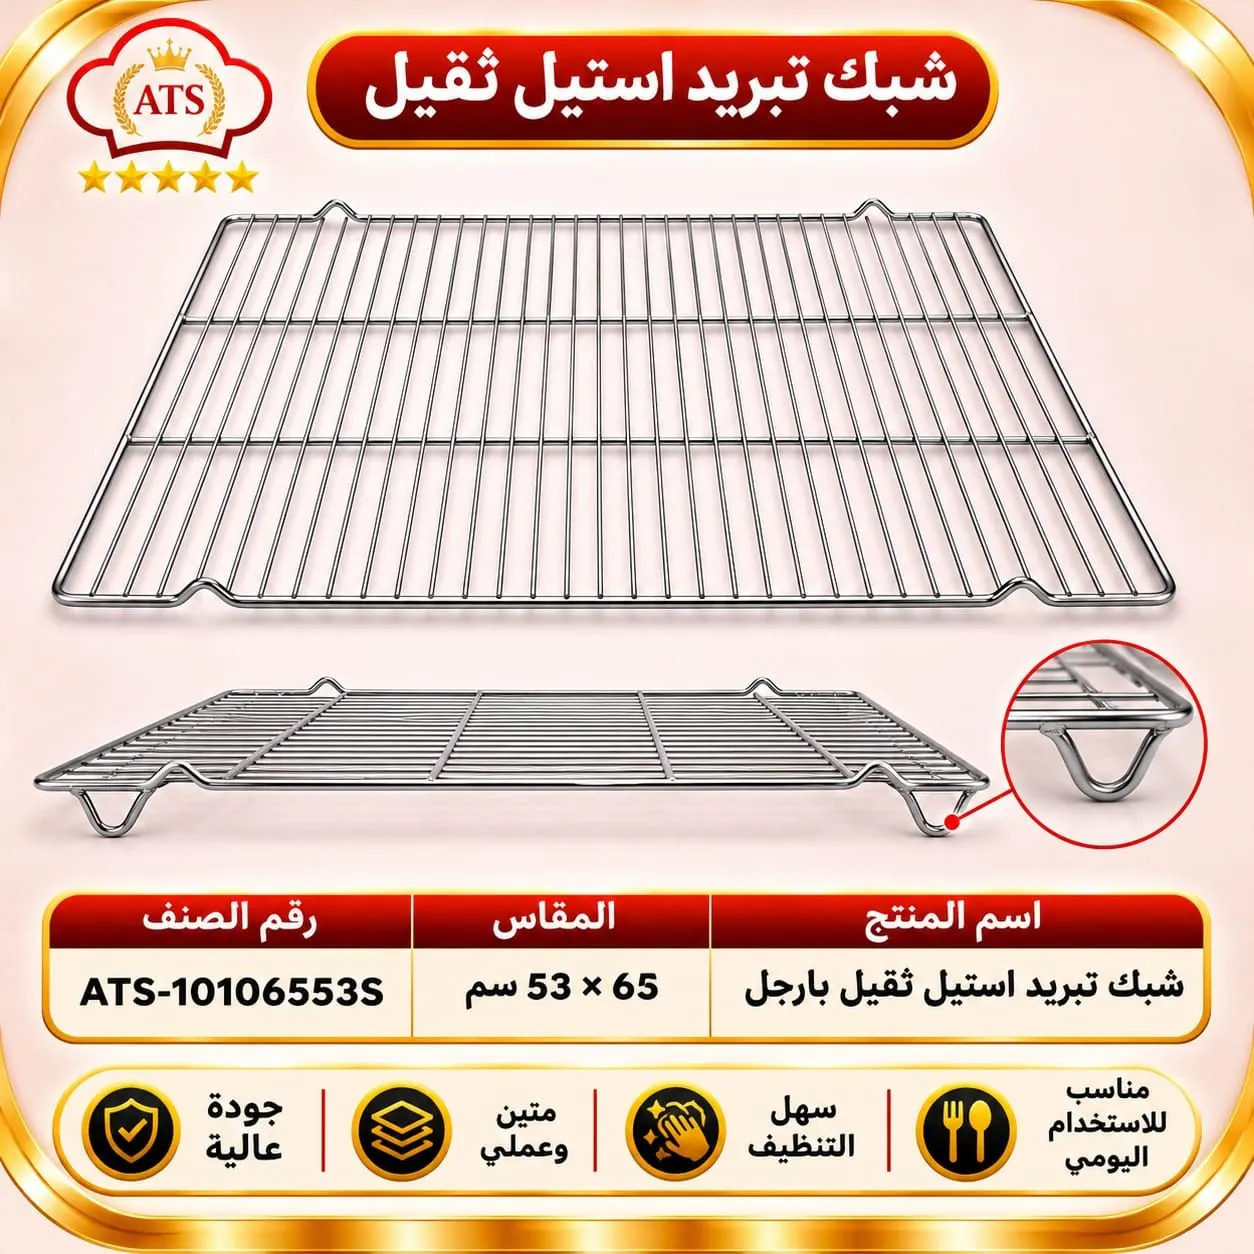 ATS
شبك تبريد استيل ثقيل
اسم المنتج
المقاس
رقم الصنف
شبك تبريد استيل ثقيل بارجل
65 × 53 سم
ATS-10106553S
مناسب
للاستخدام
اليومي
سهل
التنظيف
متين
وعملي
جودة
عالية